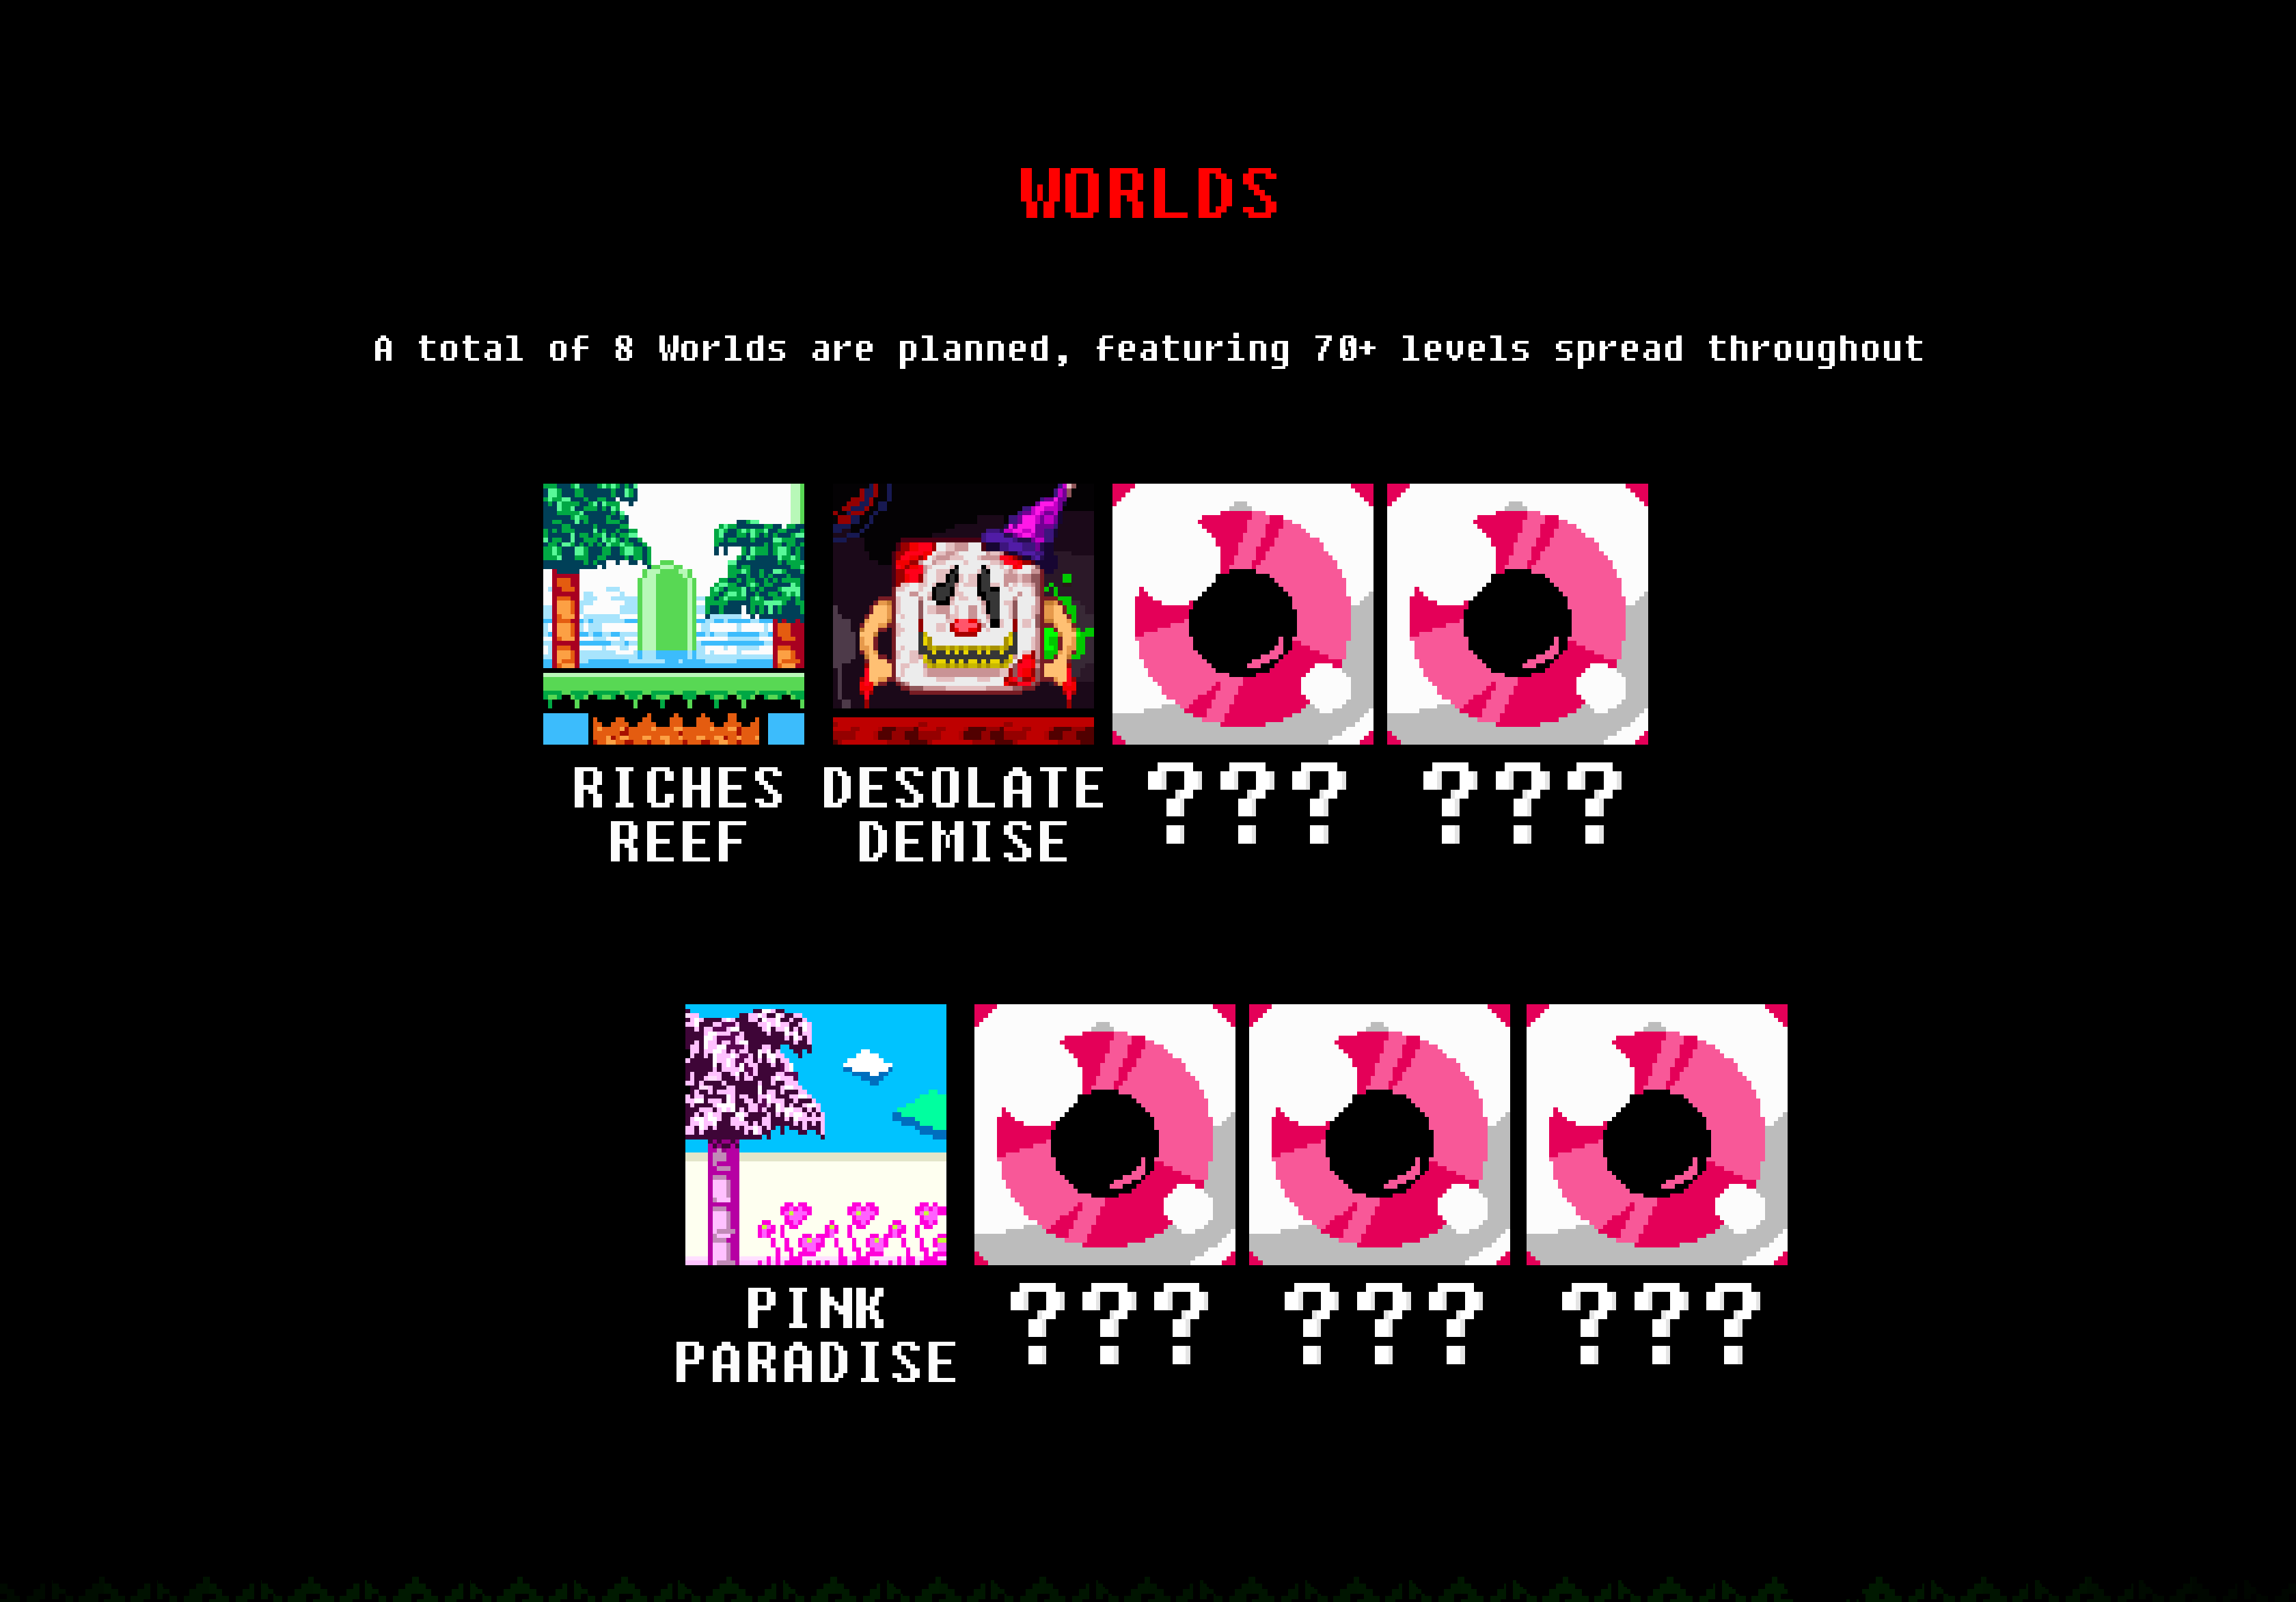 WORLDS
A total of 8 Worlds are planned, featuring 70+ levels spread throughout
RICHES REEF
DESOLATE DEMISE
???
???
PINK PARADISE
???
???
???